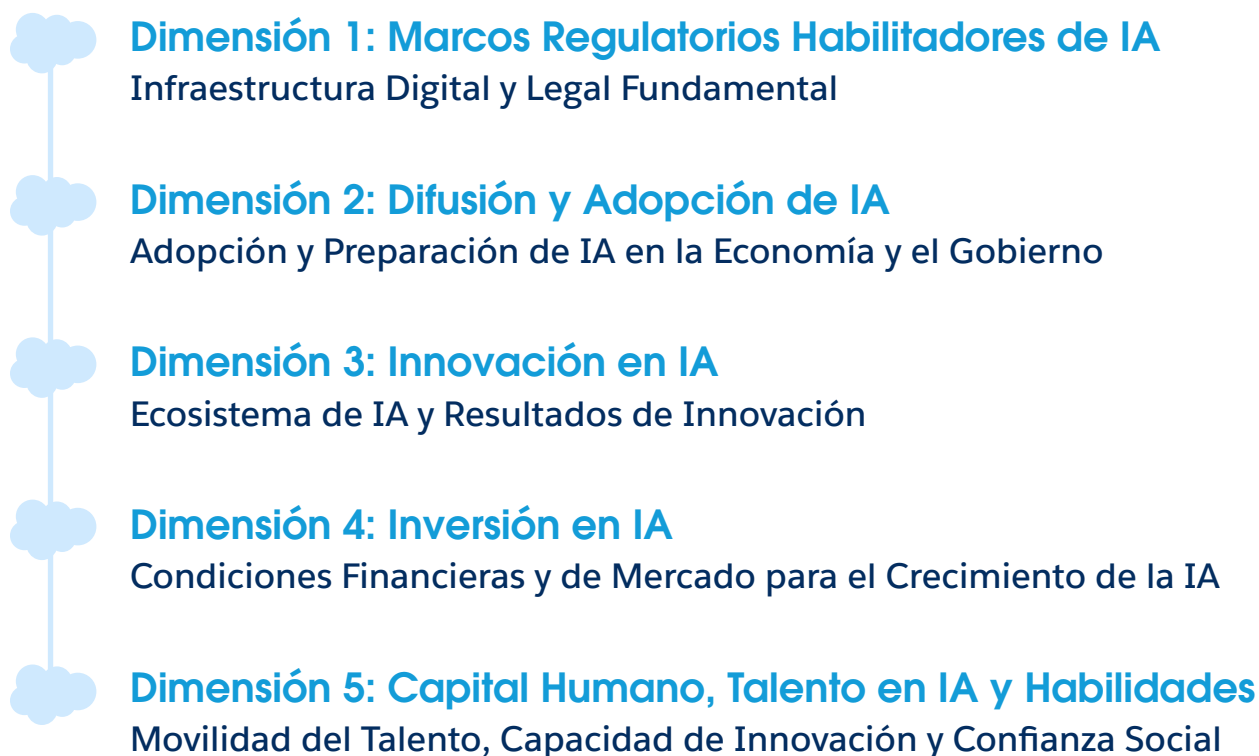 Dimensión 1: Marcos Regulatorios Habilitadores de IA
Infraestructura Digital y Legal Fundamental
Dimensión 2: Difusión y Adopción de IA
Adopción y Preparación de IA en la Economía y el Gobierno
Dimensión 3: Innovación en IA
Ecosistema de IA y Resultados de Innovación
Dimensión 4: Inversión en IA
Condiciones Financieras y de Mercado para el Crecimiento de la IA
Dimensión 5: Capital Humano, Talento en IA y Habilidades
Movilidad del Talento, Capacidad de Innovación y Confianza Social